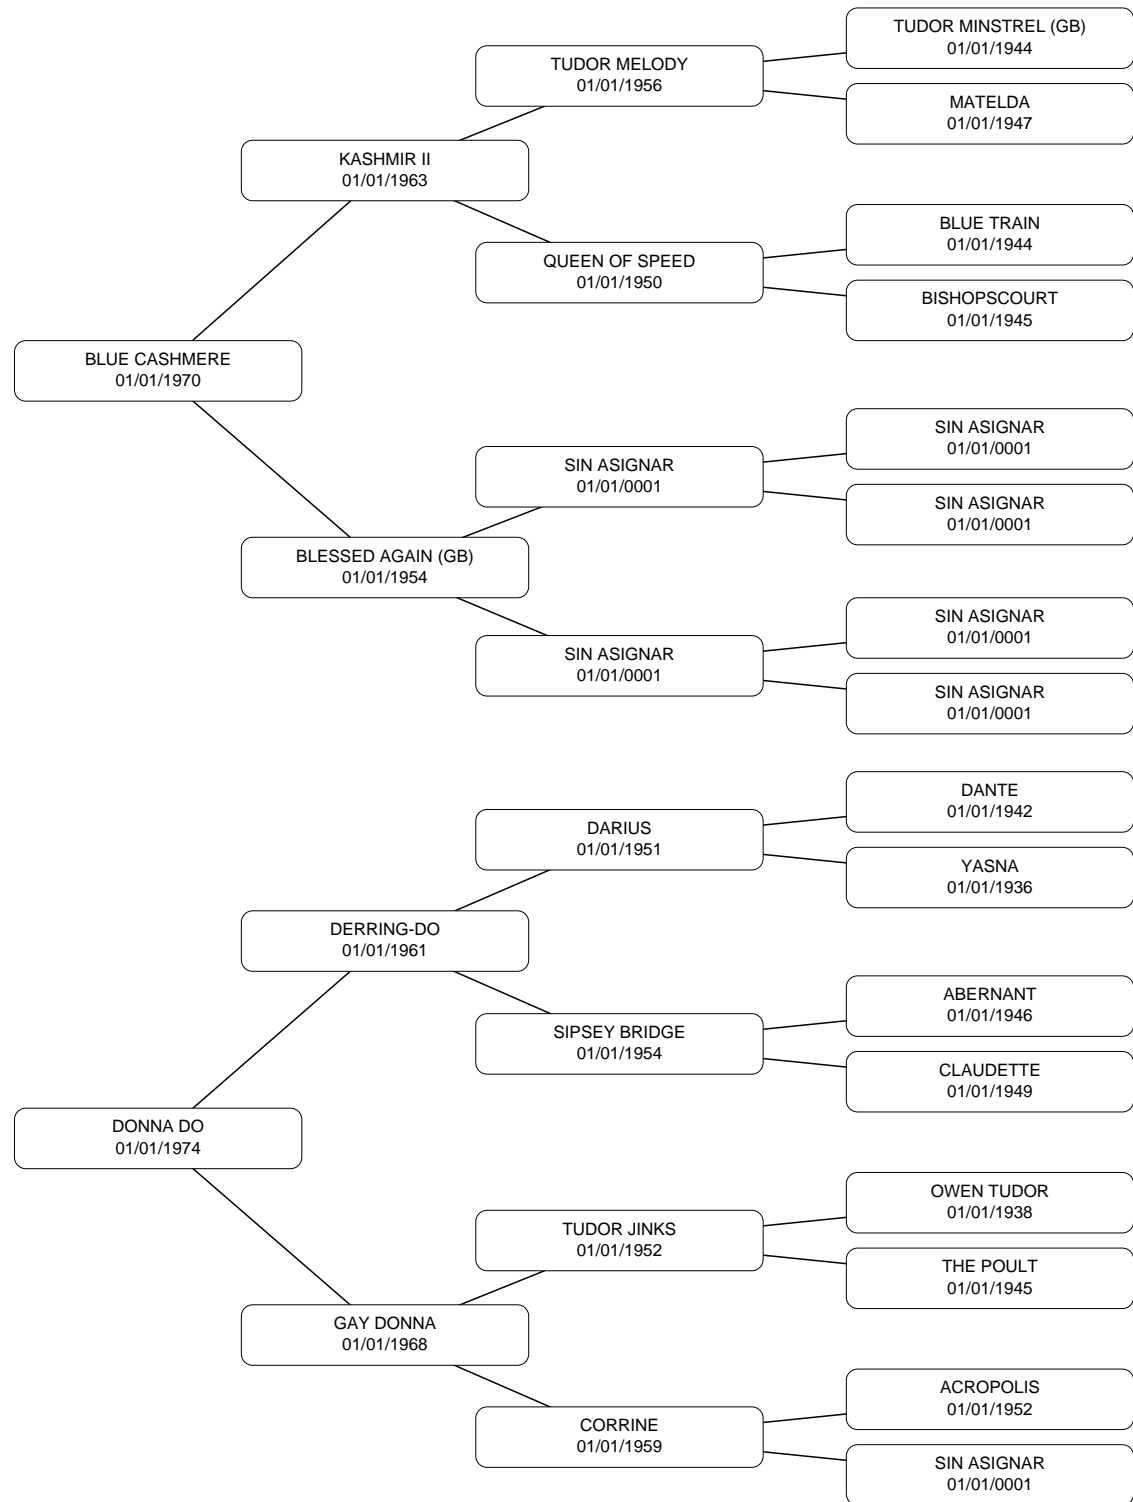 TUDOR MINSTREL (GB)
01/01/1944
TUDOR MELODY
01/01/1956
MATELDA
01/01/1947
KASHMIR II
01/01/1963
BLUE TRAIN
01/01/1944
QUEEN OF SPEED
01/01/1950
BISHOPSCOURT
01/01/1945
BLUE CASHMERE
01/01/1970
SIN ASIGNAR
01/01/0001
SIN ASIGNAR
01/01/0001
SIN ASIGNAR
01/01/0001
BLESSED AGAIN (GB)
01/01/1954
SIN ASIGNAR
01/01/0001
SIN ASIGNAR
01/01/0001
SIN ASIGNAR
01/01/0001
DANTE
01/01/1942
DARIUS
01/01/1951
YASNA
01/01/1936
DERRING-DO
01/01/1961
ABERNANT
01/01/1946
SIPSEY BRIDGE
01/01/1954
CLAUDETTE
01/01/1949
DONNA DO
01/01/1974
OWEN TUDOR
01/01/1938
TUDOR JINKS
01/01/1952
THE POULT
01/01/1945
GAY DONNA
01/01/1968
ACROPOLIS
01/01/1952
CORRINE
01/01/1959
SIN ASIGNAR
01/01/0001